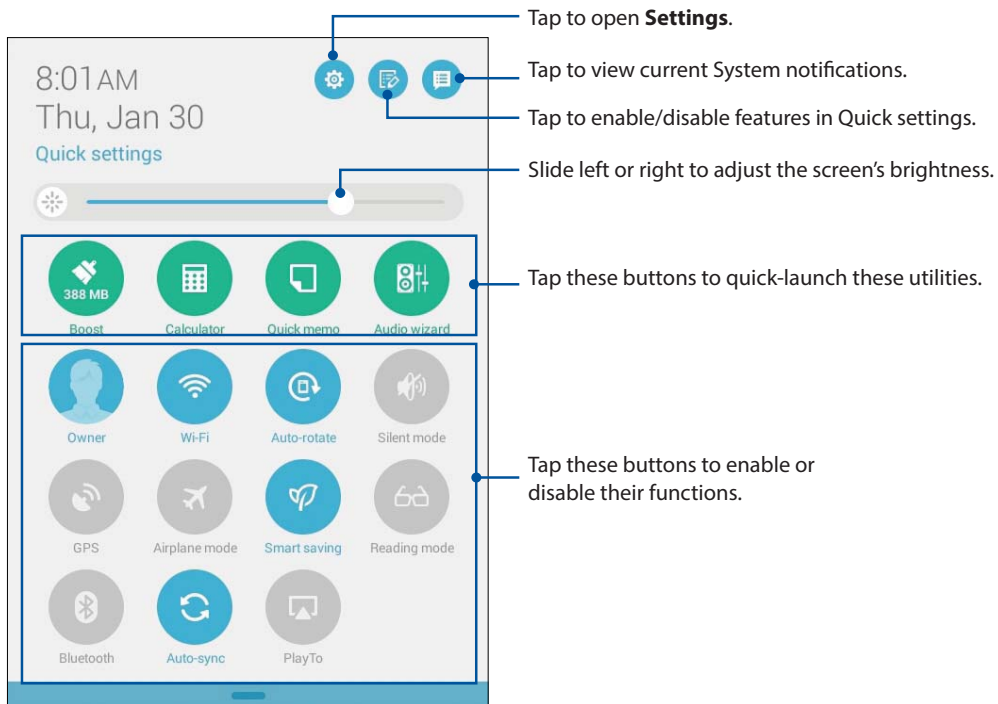 Tap to open Settings.
8:01AM
Thu, Jan 30
Quick settings
Tap to view current System notifications.
Tap to enable/disable features in Quick settings.
Slide left or right to adjust the screen’s brightness.
388 MB
Boost
Calculator
Quick memo
Audio wizard
Tap these buttons to quick-launch these utilities.
Owner
Wi-Fi
Auto-rotate
Silent mode
GPS
Airplane mode
Smart saving
Reading mode
Bluetooth
Auto-sync
PlayTo
Tap these buttons to enable or
disable their functions.